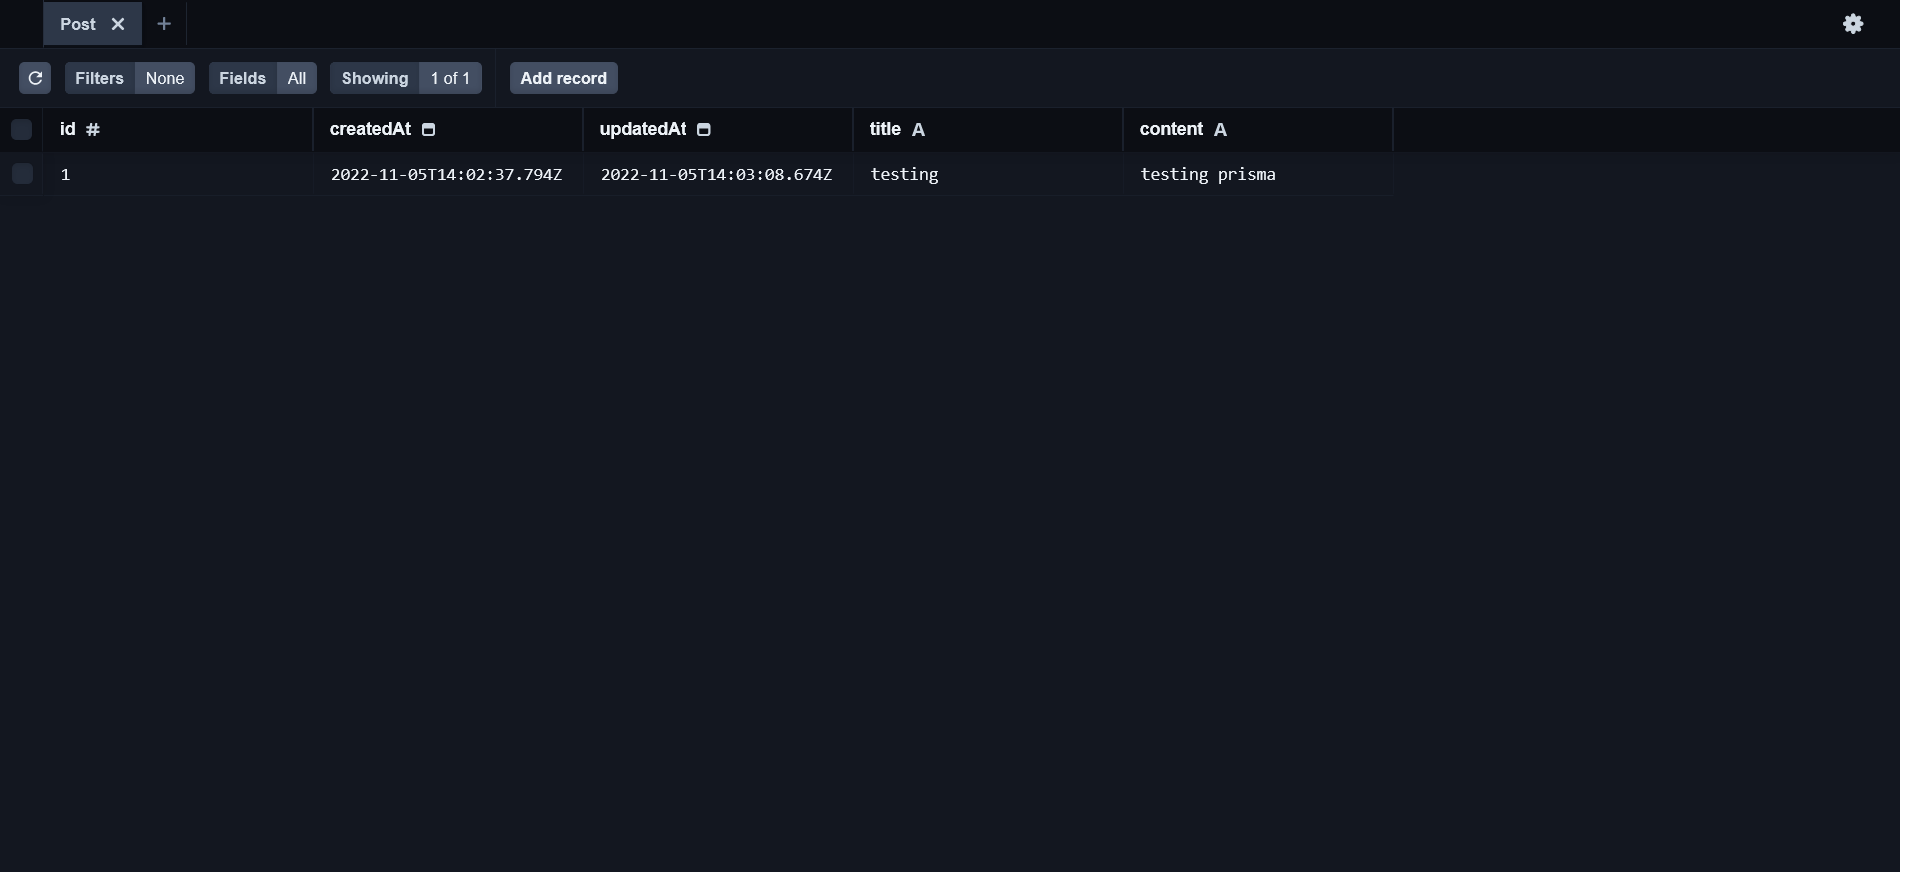 Post
Filters None Fields All Showing 1 of 1 Add record
id # createdAt updatedAt title A content A
1 2022-11-05T14:02:37.794Z 2022-11-05T14:03:08.674Z testing testing prisma